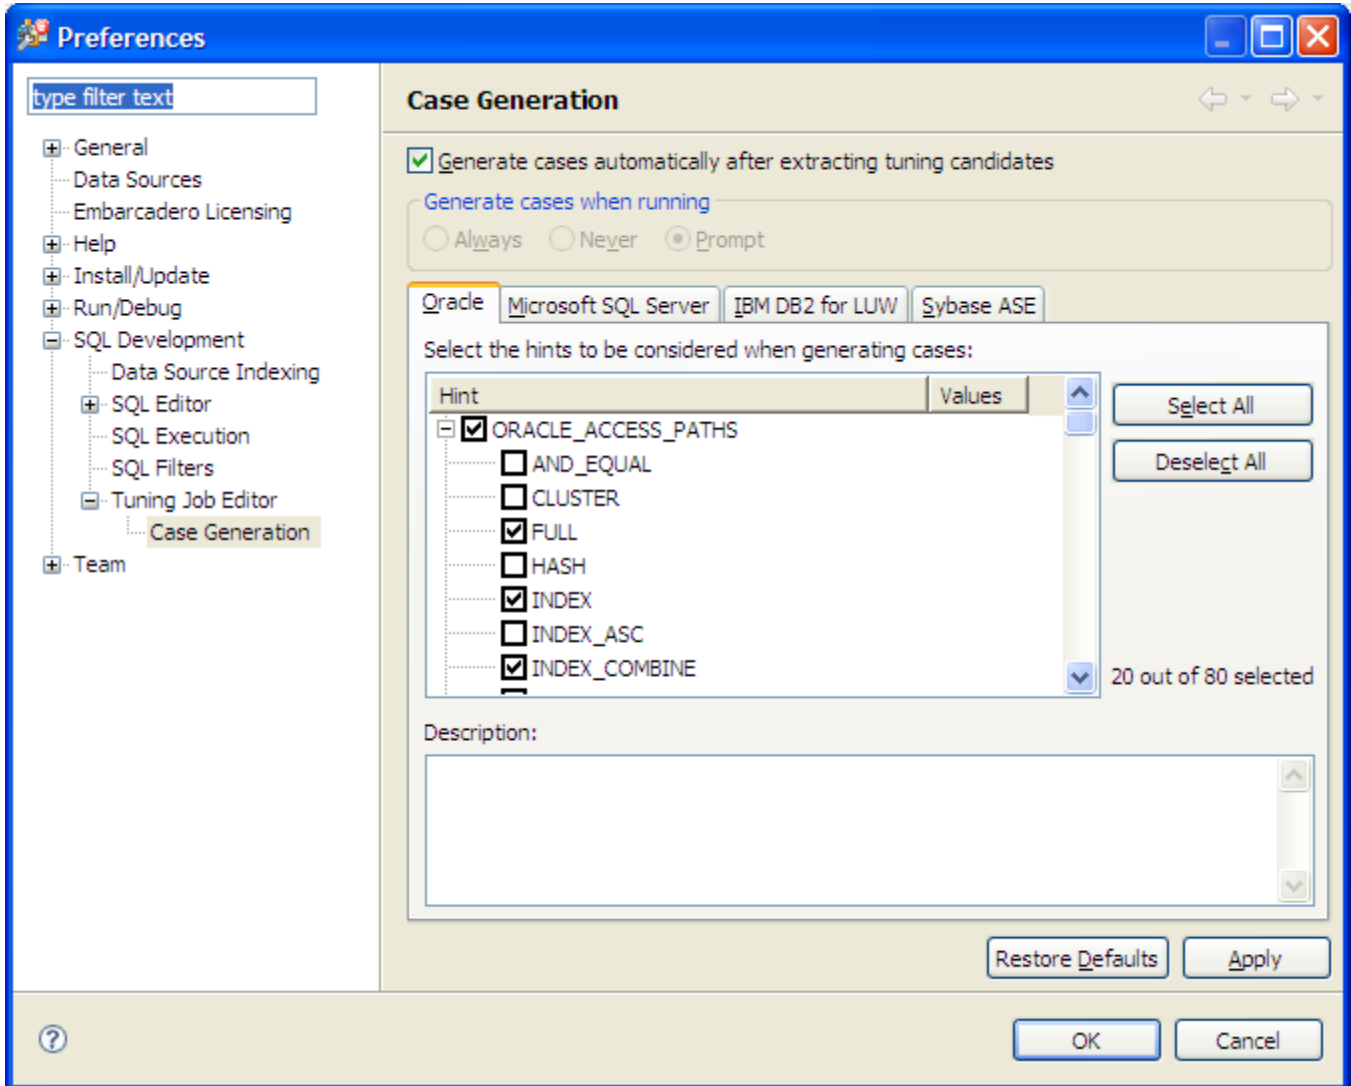 Preferences
type filter text
General
Data Sources
Embarcadero Licensing
Help
Install/Update
Run/Debug
SQL Development
Data Source Indexing
SQL Editor
SQL Execution
SQL Filters
Tuning Job Editor
Case Generation
Team
Case Generation
Generate cases automatically after extracting tuning candidates
Generate cases when running
Always Never Prompt
Oracle Microsoft SQL Server IBM DB2 for LUW Sybase ASE
Select the hints to be considered when generating cases:
Hint Values
ORACLE_ACCESS_PATHS
AND_EQUAL
CLUSTER
FULL
HASH
INDEX
INDEX_ASC
INDEX_COMBINE
Select All
Deselect All
20 out of 80 selected
Description:
Restore Defaults Apply
? OK Cancel